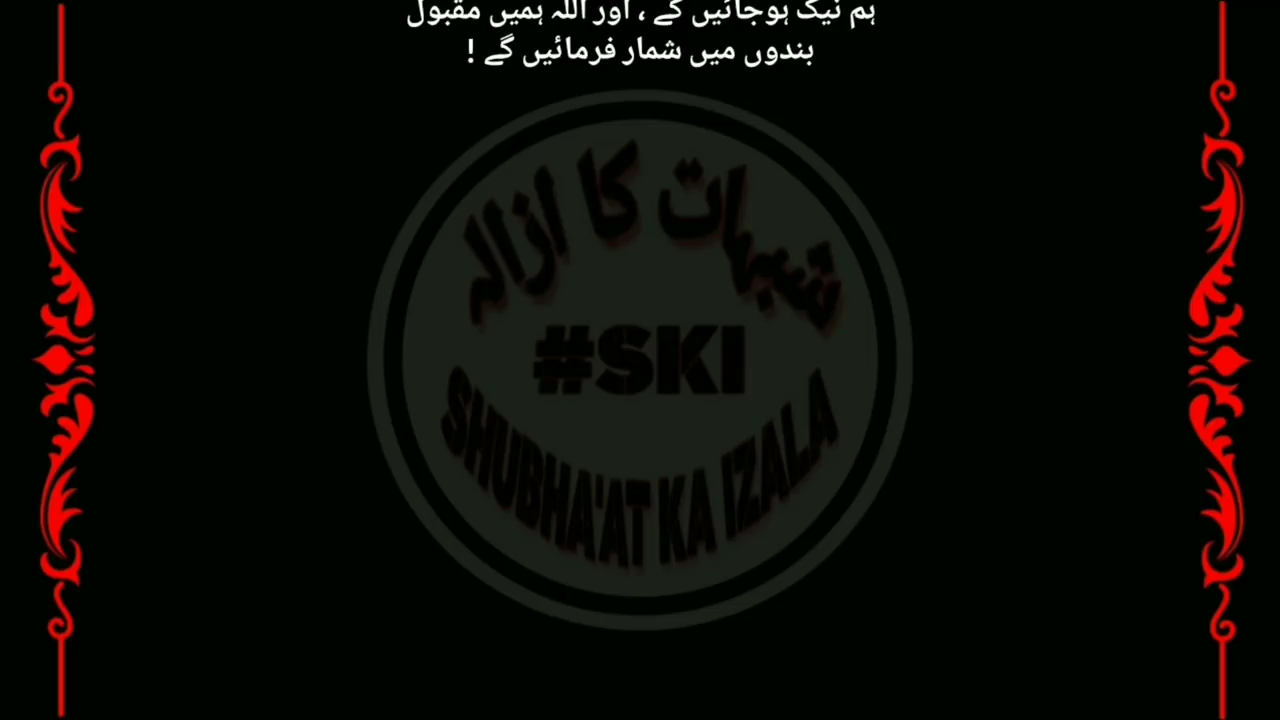 ہم نیک ہوجائیں گے ، اور اللہ ہمیں مقبول
بندوں میں شمار فرمائیں گے !
شبہات کا ازالہ
#SKI
SHUBHA'AT KA IZALA